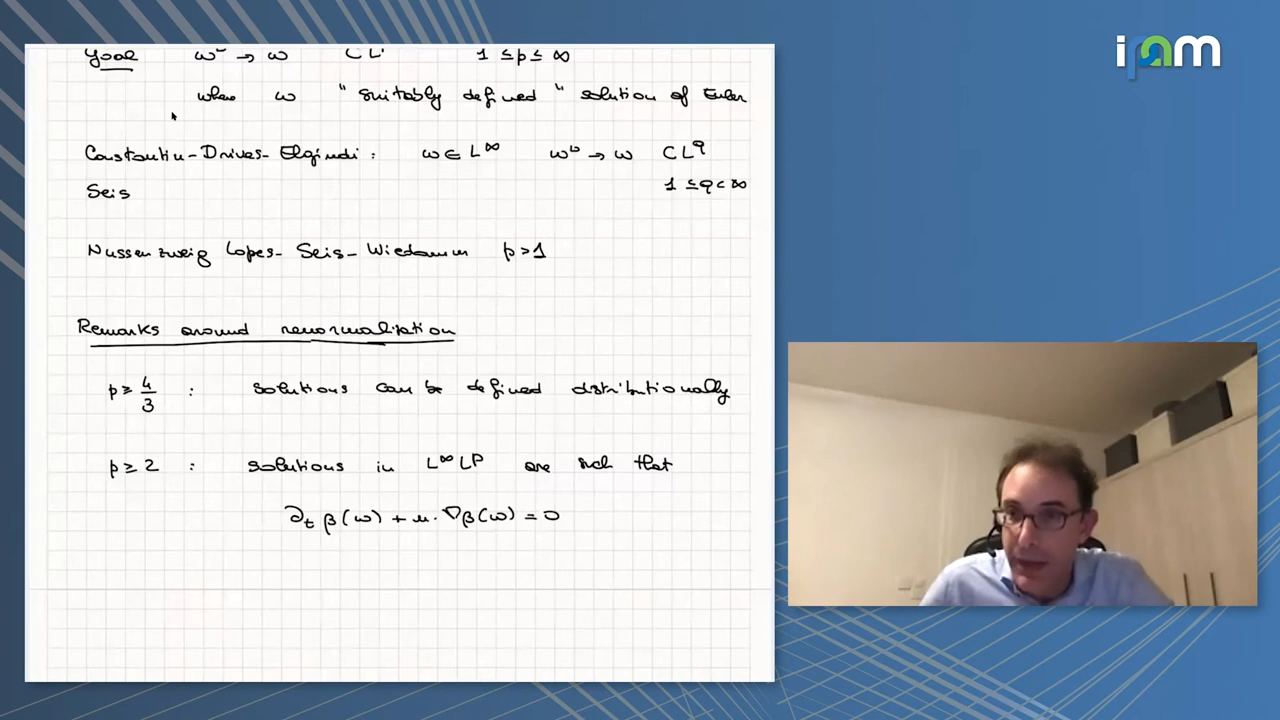 ipam
Goal ω^ν → ω C L^p 1 ≤ p ≤ ∞
where ω "suitably defined" solution of Euler
Constantin-Drivas-Elgindi: ω ∈ L^∞ ω^ν → ω C L^q
Seis 1 ≤ q < ∞
Nussenzweig Lopes - Seis - Wiedemann p > 1
Remarks around renormalization
p ≥ 4/3 : solutions can be defined distributionally
p ≥ 2 : solutions in L^∞ L^p are such that
∂_t β(ω) + u · ∇β(ω) = 0